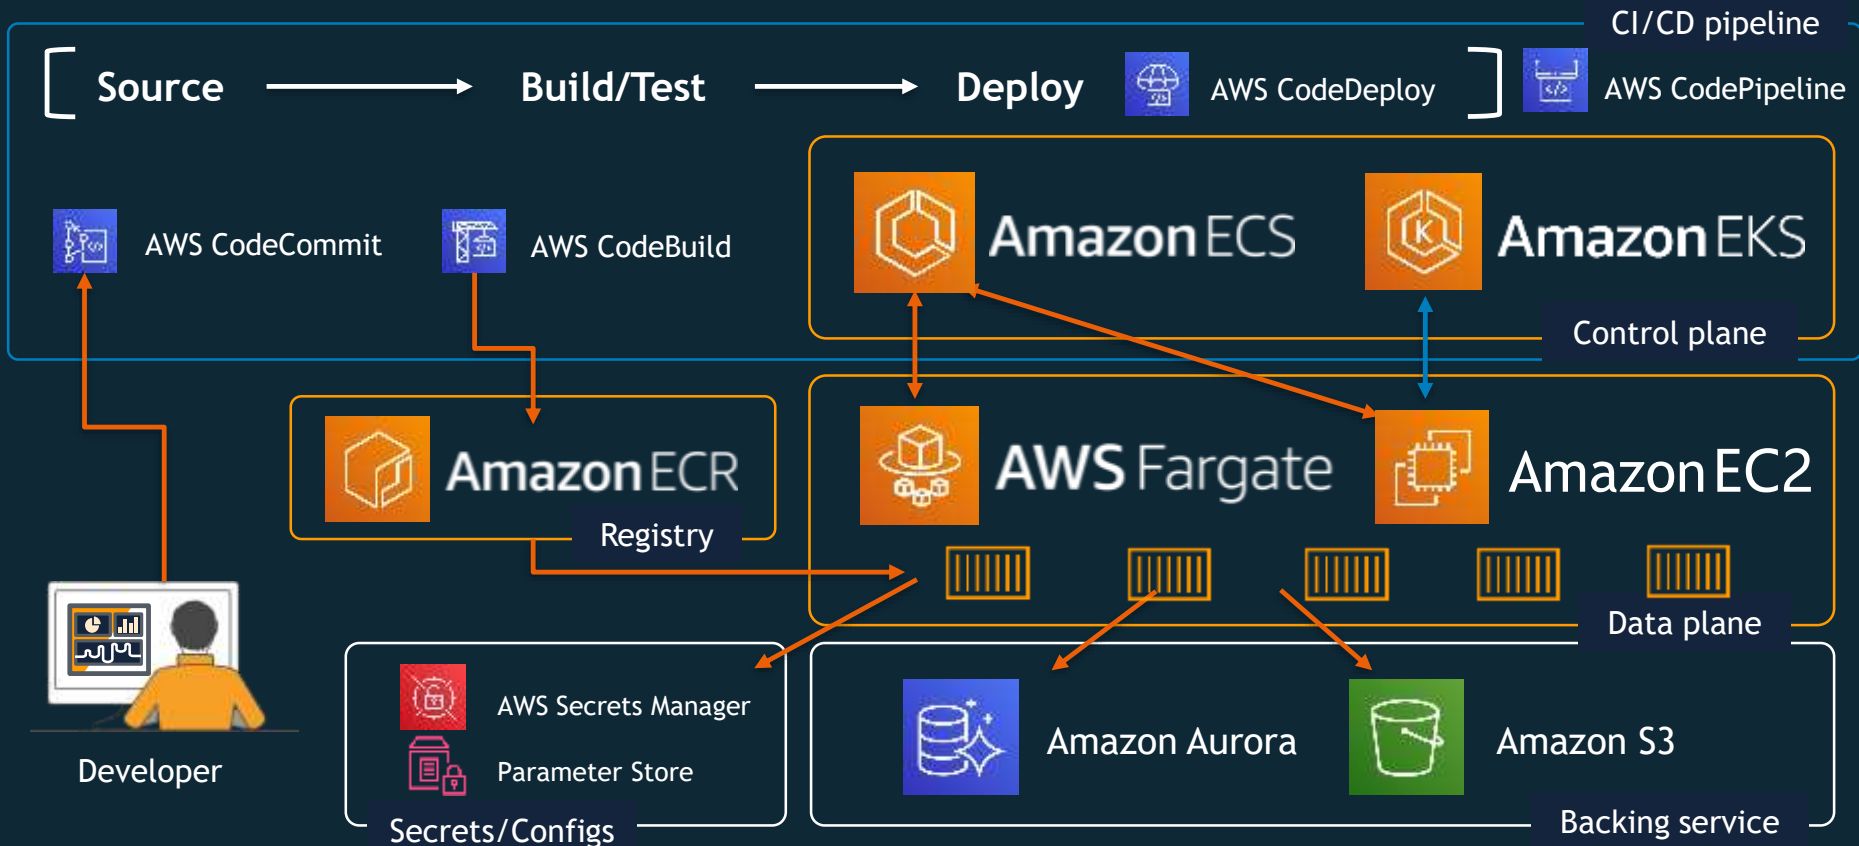 CI/CD pipeline
Source
Build/Test
Deploy
AWS CodeDeploy
AWS CodePipeline
AWS CodeCommit
AWS CodeBuild
Amazon ECS
Amazon EKS
Control plane
Amazon ECR
Registry
AWS Fargate
Amazon EC2
Data plane
Developer
AWS Secrets Manager
Parameter Store
Secrets/Configs
Amazon Aurora
Amazon S3
Backing service